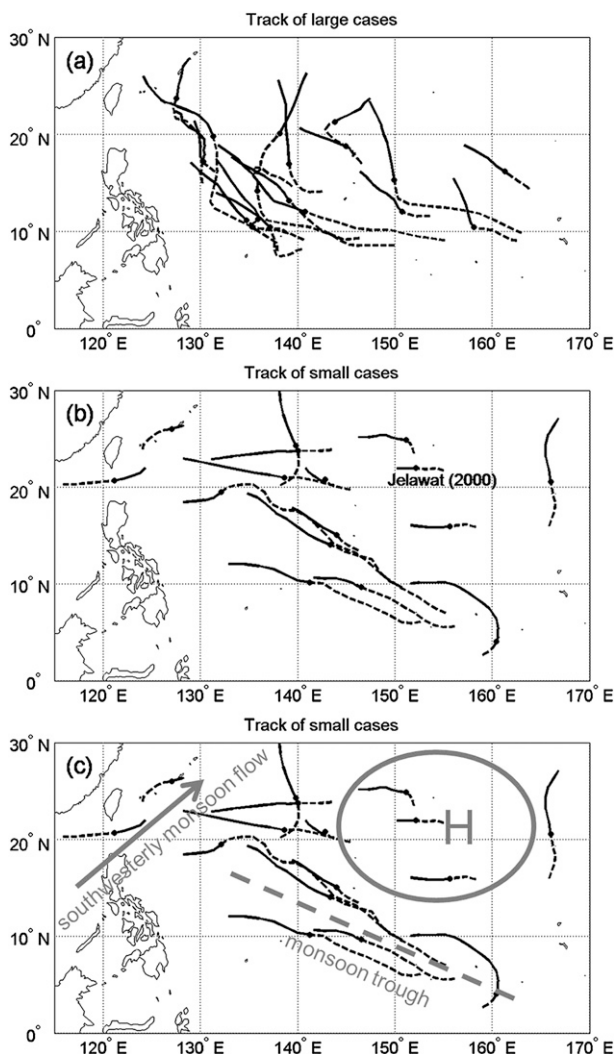 Track of large cases
30° N
(a)
20° N
10° N
0°
120° E 130° E 140° E 150° E 160° E 170° E
Track of small cases
30° N
(b)
20° N
Jelawat (2000)
10° N
0°
120° E 130° E 140° E 150° E 160° E 170° E
Track of small cases
30° N
(c)
southwesterly monsoon flow
H
20° N
10° N
monsoon trough
0°
120° E 130° E 140° E 150° E 160° E 170° E